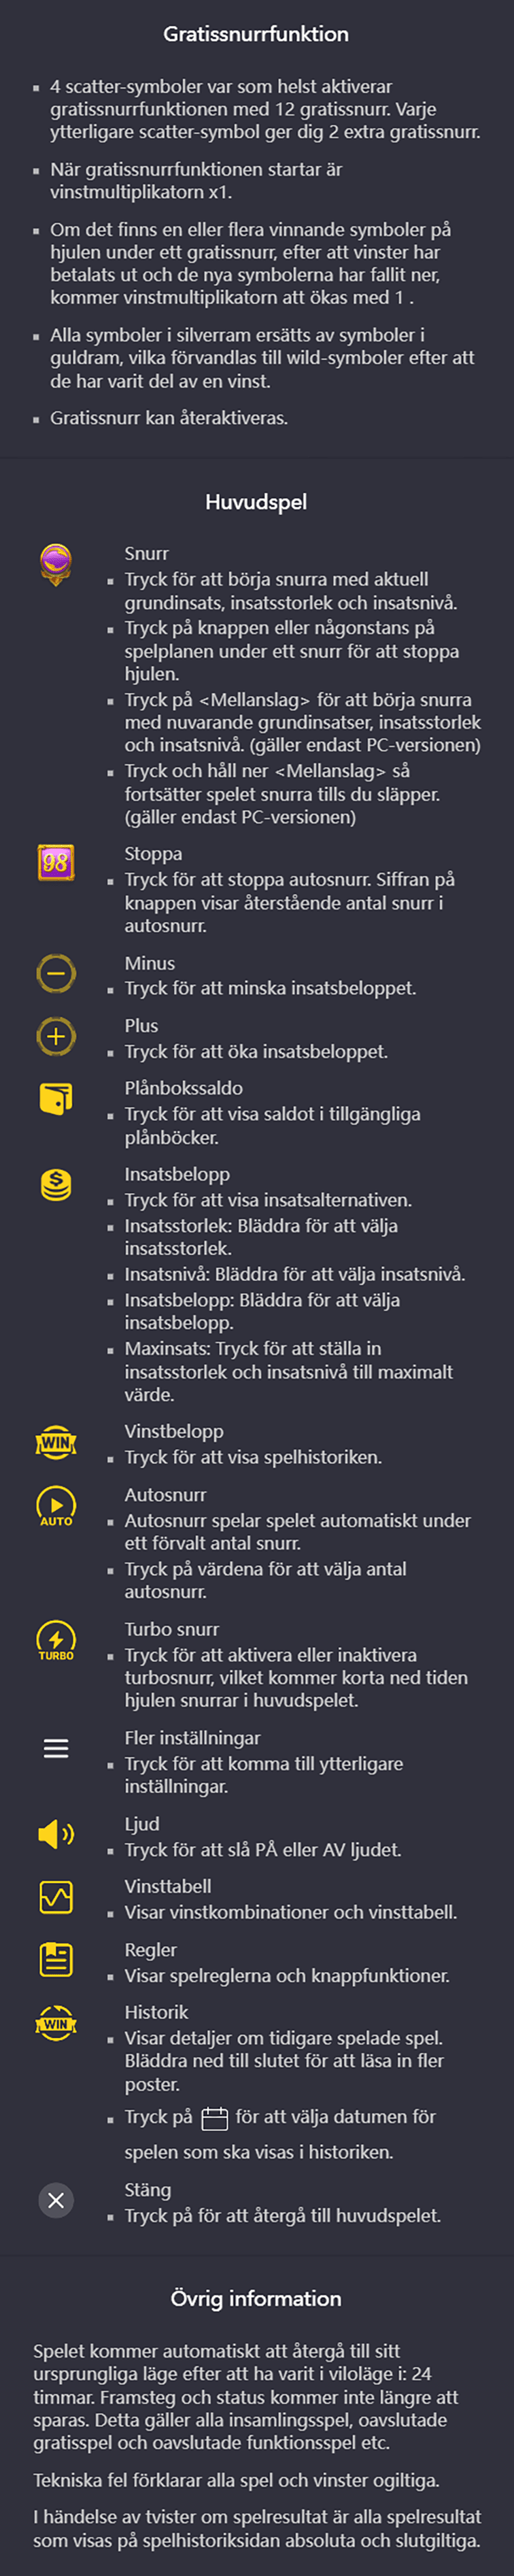 Gratissnurrfunktion
4 scatter-symboler var som helst aktiverar
gratissnurrfunktionen med 12 gratissnurr. Varje
ytterligare scatter-symbol ger dig 2 extra gratissnurr.
När gratissnurrfunktionen startar är
vinstmultiplikatorn x1.
Om det finns en eller flera vinnande symboler på
hjulen under ett gratissnurr, efter att vinster har
betalats ut och de nya symbolerna har fallit ner,
kommer vinstmultiplikatorn att ökas med 1 .
Alla symboler i silverram ersätts av symboler i
guldram, vilka förvandlas till wild-symboler efter att
de har varit del av en vinst.
Gratissnurr kan återaktiveras.
Huvudspel
Snurr
Tryck för att börja snurra med aktuell
grundinsats, insatsstorlek och insatsnivå.
Tryck på knappen eller någonstans på
spelplanen under ett snurr för att stoppa
hjulen.
Tryck på <Mellanslag> för att börja snurra
med nuvarande grundinsatser, insatsstorlek
och insatsnivå. (gäller endast PC-versionen)
Tryck och håll ner <Mellanslag> så
fortsätter spelet snurra tills du släpper.
(gäller endast PC-versionen)
98
Stoppa
Tryck för att stoppa autosnurr. Siffran på
knappen visar återstående antal snurr i
autosnurr.
Minus
Tryck för att minska insatsbeloppet.
Plus
Tryck för att öka insatsbeloppet.
Plånbokssaldo
Tryck för att visa saldot i tillgängliga
plånböcker.
Insatsbelopp
Tryck för att visa insatsalternativen.
Insatsstorlek: Bläddra för att välja
insatsstorlek.
Insatsnivå: Bläddra för att välja insatsnivå.
Insatsbelopp: Bläddra för att välja
insatsbelopp.
Maxinsats: Tryck för att ställa in
insatsstorlek och insatsnivå till maximalt
värde.
WIN
Vinstbelopp
Tryck för att visa spelhistoriken.
AUTO
Autosnurr
Autosnurr spelar spelet automatiskt under
ett förvalt antal snurr.
Tryck på värdena för att välja antal
autosnurr.
TURBO
Turbo snurr
Tryck för att aktivera eller inaktivera
turbosnurr, vilket kommer korta ned tiden
hjulen snurrar i huvudspelet.
Fler inställningar
Tryck för att komma till ytterligare
inställningar.
Ljud
Tryck för att slå PÅ eller AV ljudet.
Vinsttabell
Visar vinstkombinationer och vinsttabell.
Regler
Visar spelreglerna och knappfunktioner.
WIN
Historik
Visar detaljer om tidigare spelade spel.
Bläddra ned till slutet för att läsa in fler
poster.
Tryck på för att välja datumen för
spelen som ska visas i historiken.
Stäng
Tryck på för att återgå till huvudspelet.
Övrig information
Spelet kommer automatiskt att återgå till sitt
ursprungliga läge efter att ha varit i viloläge i: 24
timmar. Framsteg och status kommer inte längre att
sparas. Detta gäller alla insamlingsspel, oavslutade
gratisspel och oavslutade funktionsspel etc.
Tekniska fel förklarar alla spel och vinster ogiltiga.
I händelse av tvister om spelresultat är alla spelresultat
som visas på spelhistoriksidan absoluta och slutgiltiga.